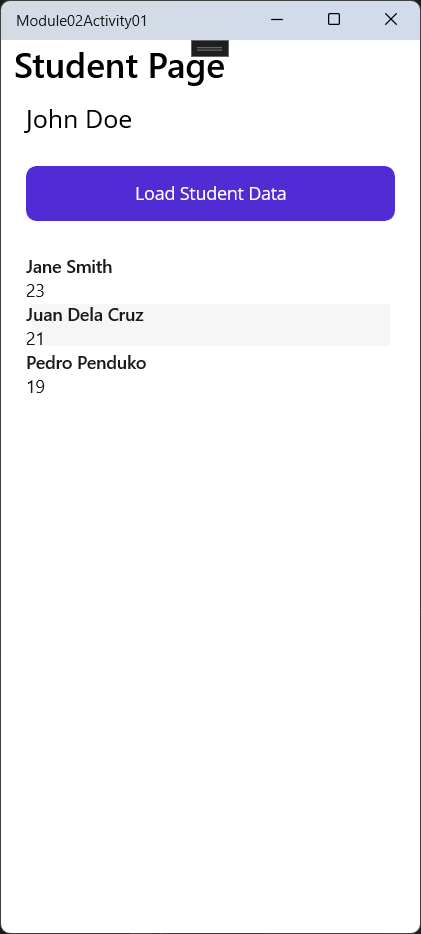 Module02Activity01
Student Page
John Doe
Load Student Data
Jane Smith
23
Juan Dela Cruz
21
Pedro Penduko
19